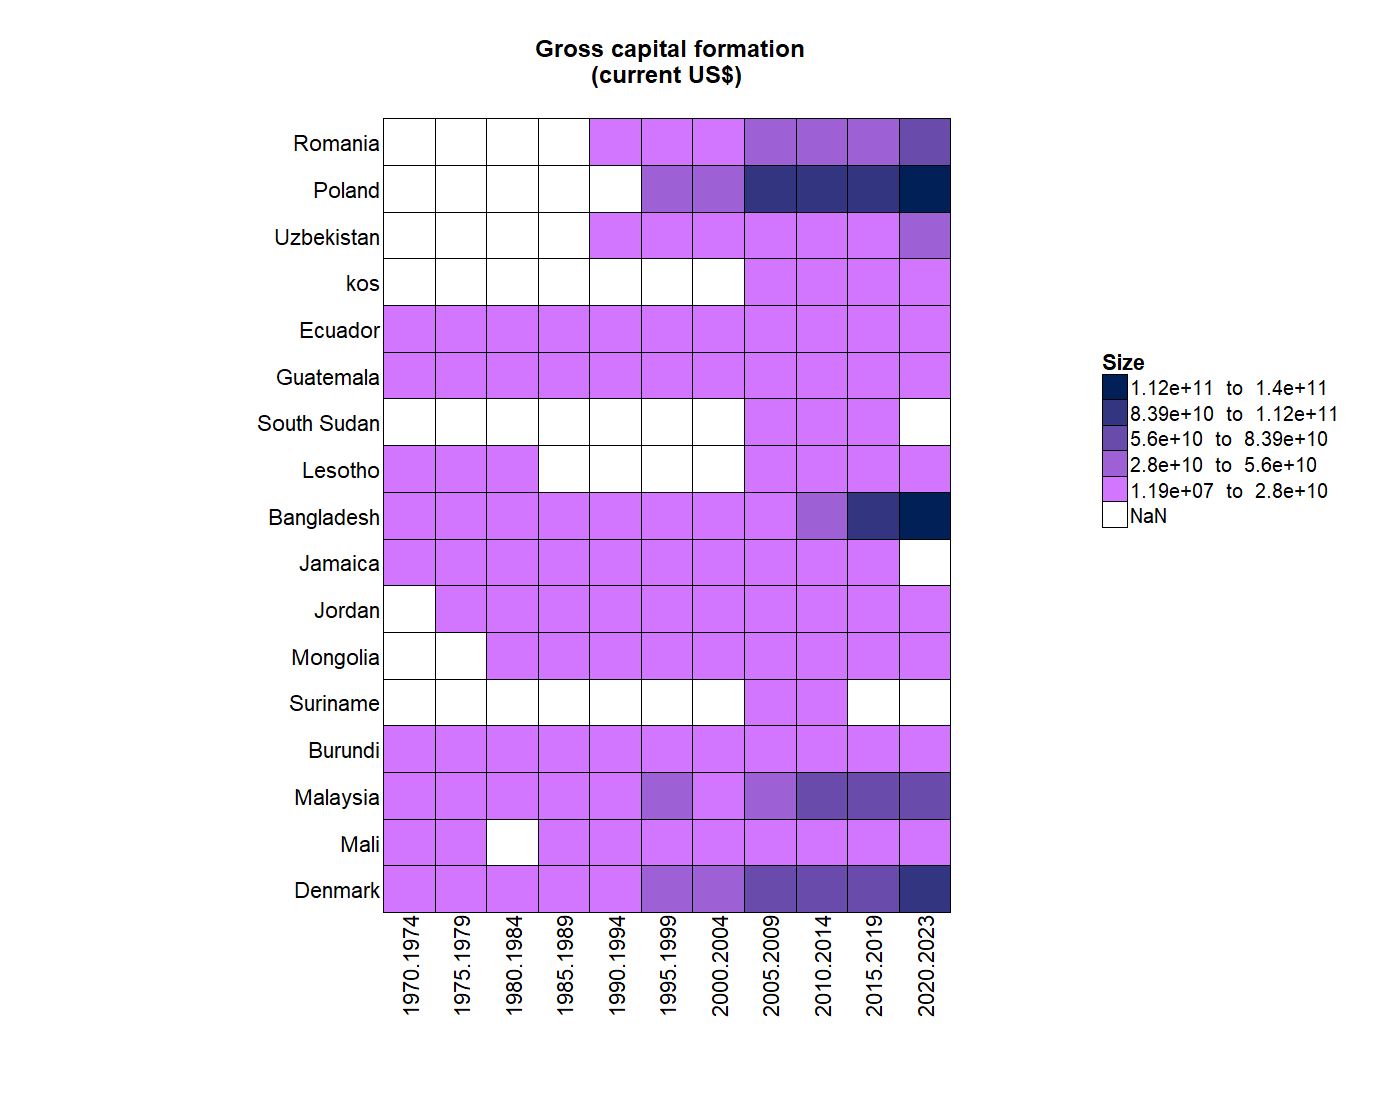 Gross capital formation
(current US$)
Romania
Poland
Uzbekistan
kos
Ecuador
Guatemala
South Sudan
Lesotho
Bangladesh
Jamaica
Jordan
Mongolia
Suriname
Burundi
Malaysia
Mali
Denmark
1970.1974
1975.1979
1980.1984
1985.1989
1990.1994
1995.1999
2000.2004
2005.2009
2010.2014
2015.2019
2020.2023
Size
1.12e+11 to 1.4e+11
8.39e+10 to 1.12e+11
5.6e+10 to 8.39e+10
2.8e+10 to 5.6e+10
1.19e+07 to 2.8e+10
NaN